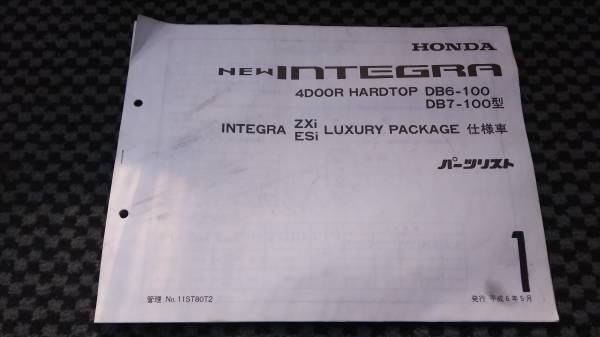 HONDA
NEW INTEGRA
4DOOR HARDTOP DB6-100
DB7-100型
INTEGRA ZXi ESi LUXURY PACKAGE 仕様車
パーツリスト
1
管理 No.11ST80T2
発行 平成6年5月